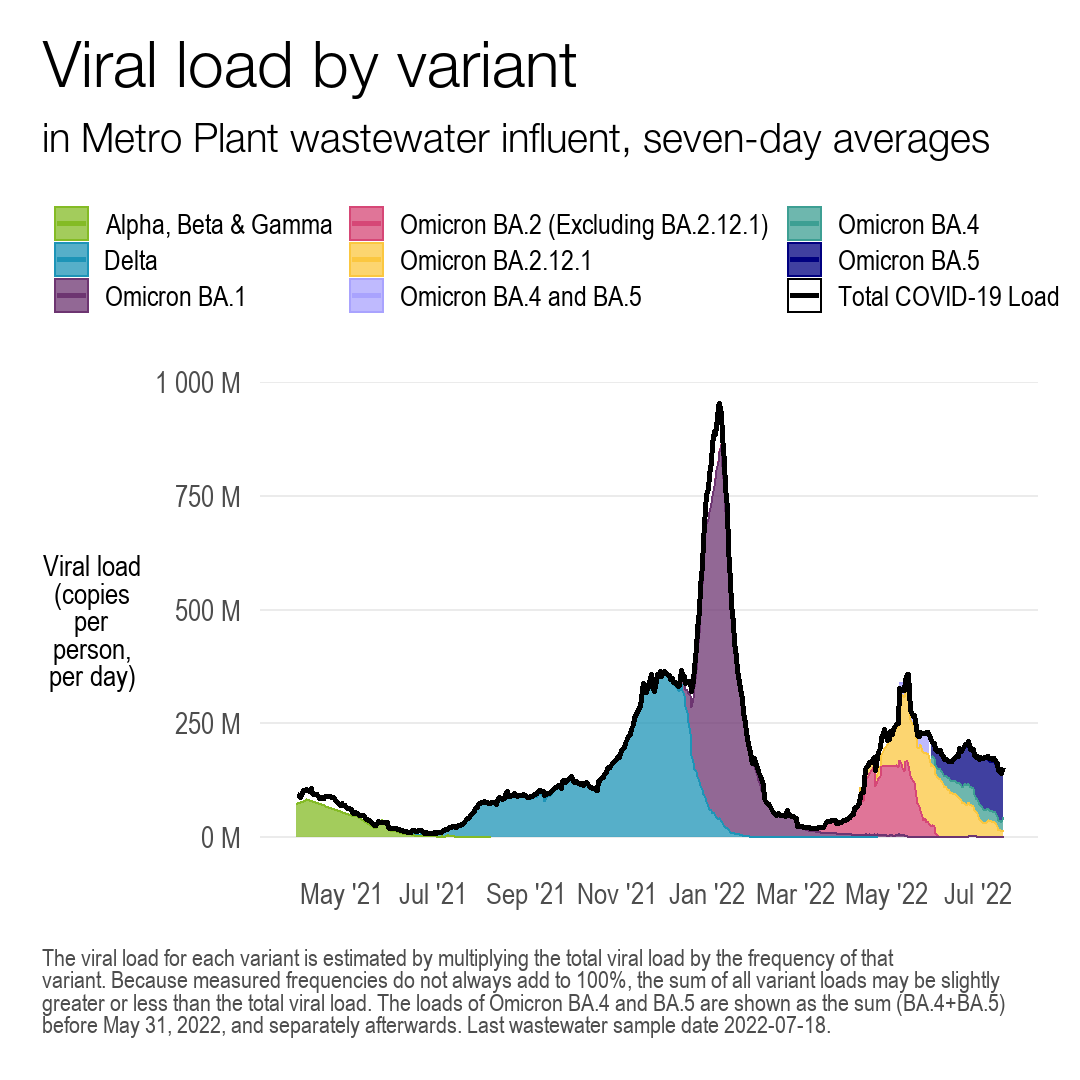 Viral load by variant
in Metro Plant wastewater influent, seven-day averages
Alpha, Beta & Gamma
Delta
Omicron BA.1
Omicron BA.2 (Excluding BA.2.12.1)
Omicron BA.2.12.1
Omicron BA.4 and BA.5
Omicron BA.4
Omicron BA.5
Total COVID-19 Load
Viral load
(copies
per
person,
per day)
1 000 M
750 M
500 M
250 M
0 M
May '21 Jul '21 Sep '21 Nov '21 Jan '22 Mar '22 May '22 Jul '22
The viral load for each variant is estimated by multiplying the total viral load by the frequency of that
variant. Because measured frequencies do not always add to 100%, the sum of all variant loads may be slightly
greater or less than the total viral load. The loads of Omicron BA.4 and BA.5 are shown as the sum (BA.4+BA.5)
before May 31, 2022, and separately afterwards. Last wastewater sample date 2022-07-18.